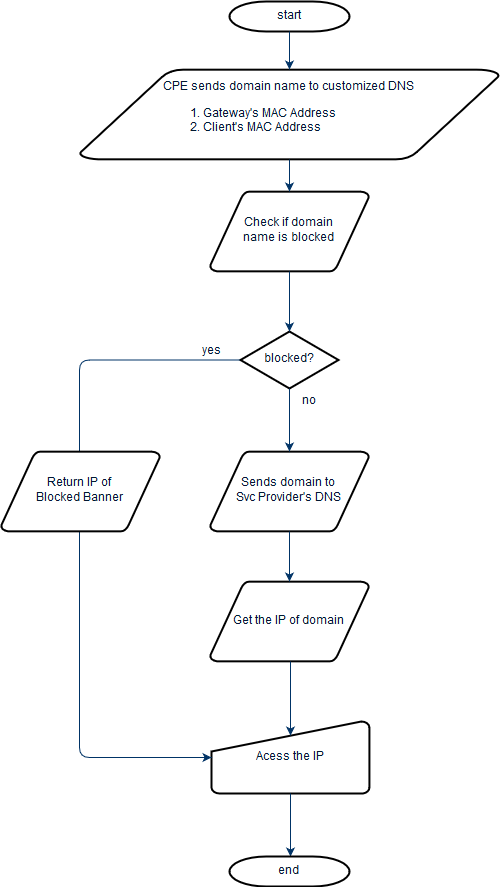 start
CPE sends domain name to customized DNS
1. Gateway's MAC Address
2. Client's MAC Address
Check if domain
name is blocked
blocked?
yes
no
Return IP of
Blocked Banner
Sends domain to
Svc Provider's DNS
Get the IP of domain
Acess the IP
end